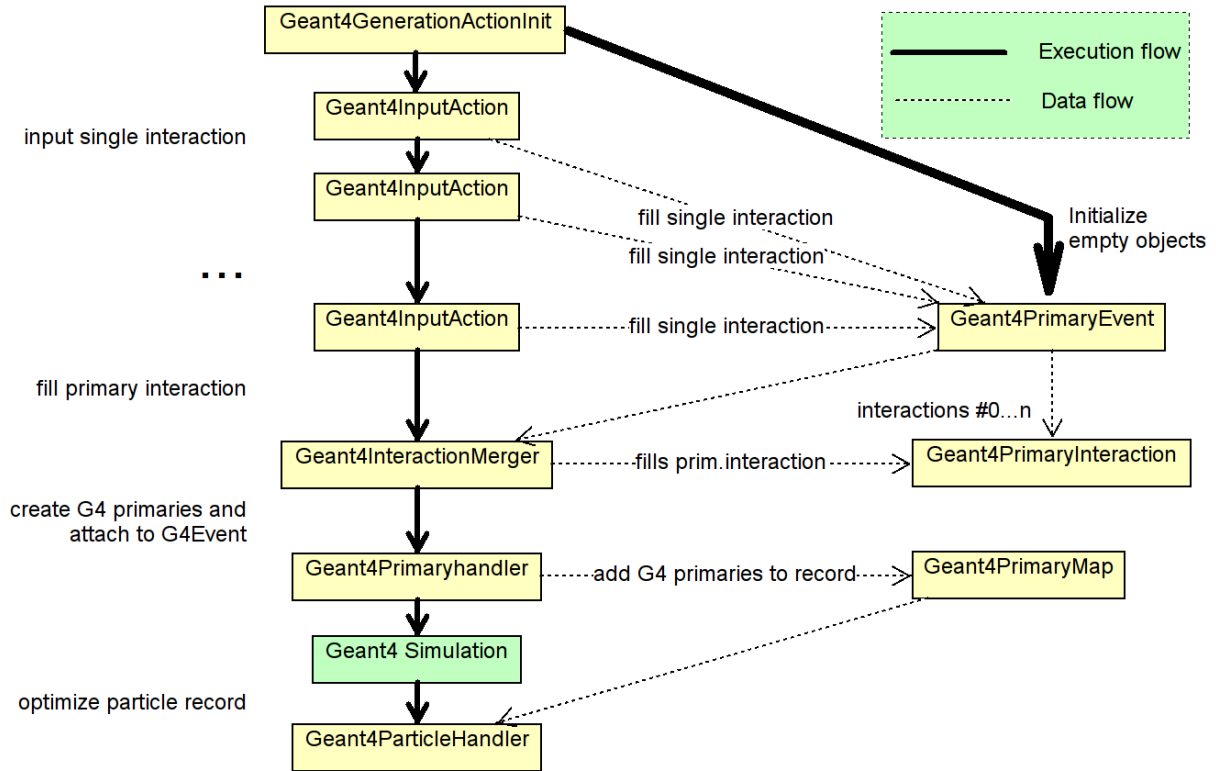 Geant4GenerationActionInit
Execution flow
Data flow
Geant4InputAction
input single interaction
Geant4InputAction
fill single interaction
Initialize
empty objects
fill single interaction
...
Geant4InputAction
fill single interaction
Geant4PrimaryEvent
fill primary interaction
interactions #0...n
Geant4InteractionMerger
fills prim.interaction
Geant4PrimaryInteraction
create G4 primaries and
attach to G4Event
Geant4Primaryhandler
add G4 primaries to record
Geant4PrimaryMap
Geant4 Simulation
optimize particle record
Geant4ParticleHandler